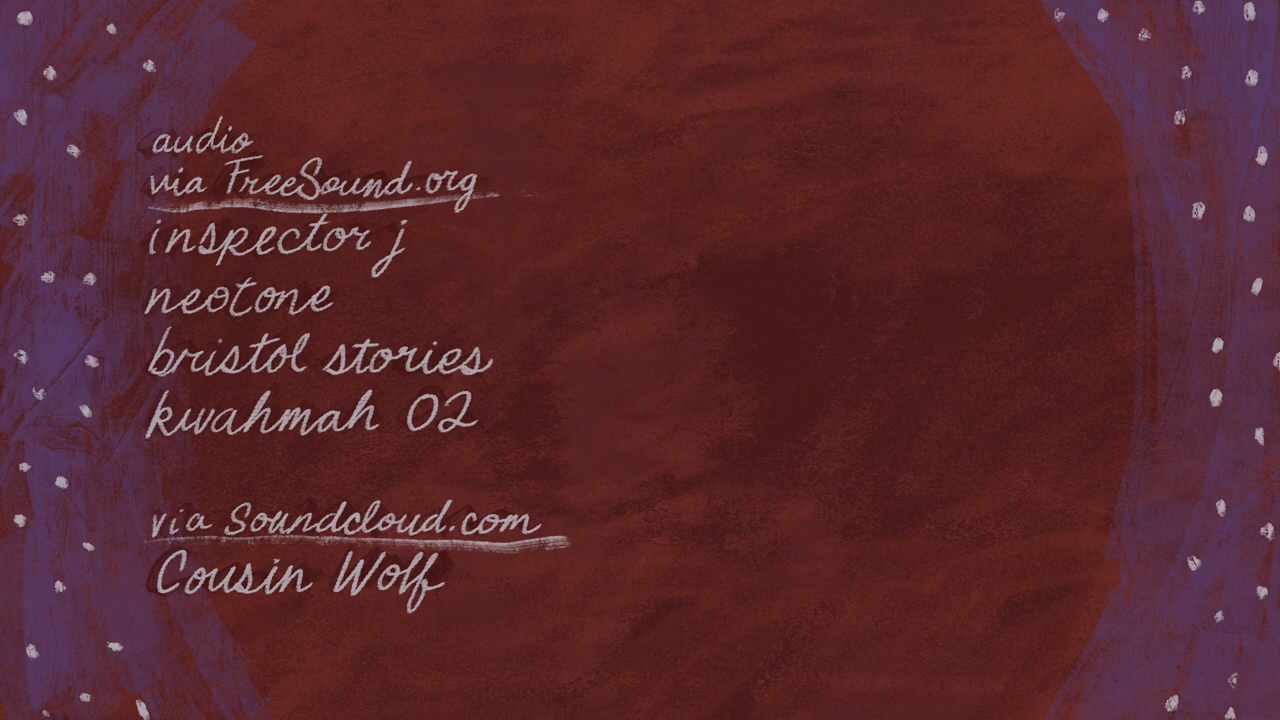 audio
via FreeSound.org
inspector j
neotone
bristol stories
kwahmah 02
via Soundcloud.com
Cousin Wolf